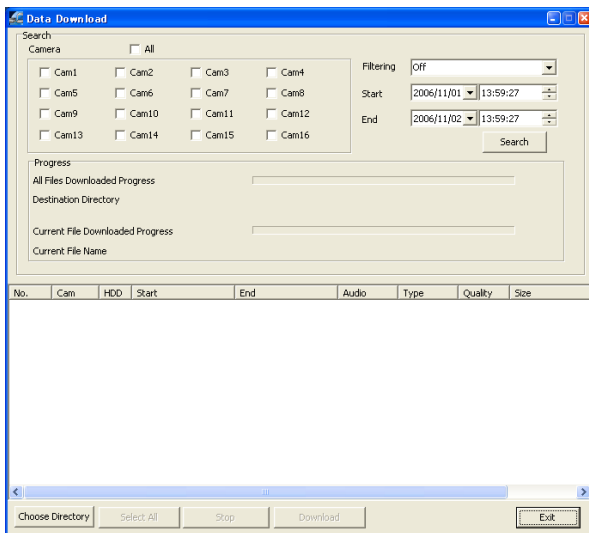 Data Download
Search
Camera All
Cam1 Cam2 Cam3 Cam4
Cam5 Cam6 Cam7 Cam8
Cam9 Cam10 Cam11 Cam12
Cam13 Cam14 Cam15 Cam16
Filtering Off
Start 2006/11/01 13:59:27
End 2006/11/02 13:59:27
Search
Progress
All Files Downloaded Progress
Destination Directory
Current File Downloaded Progress
Current File Name
No. Cam HDD Start End Audio Type Quality Size
Choose Directory Select All Stop Download Exit